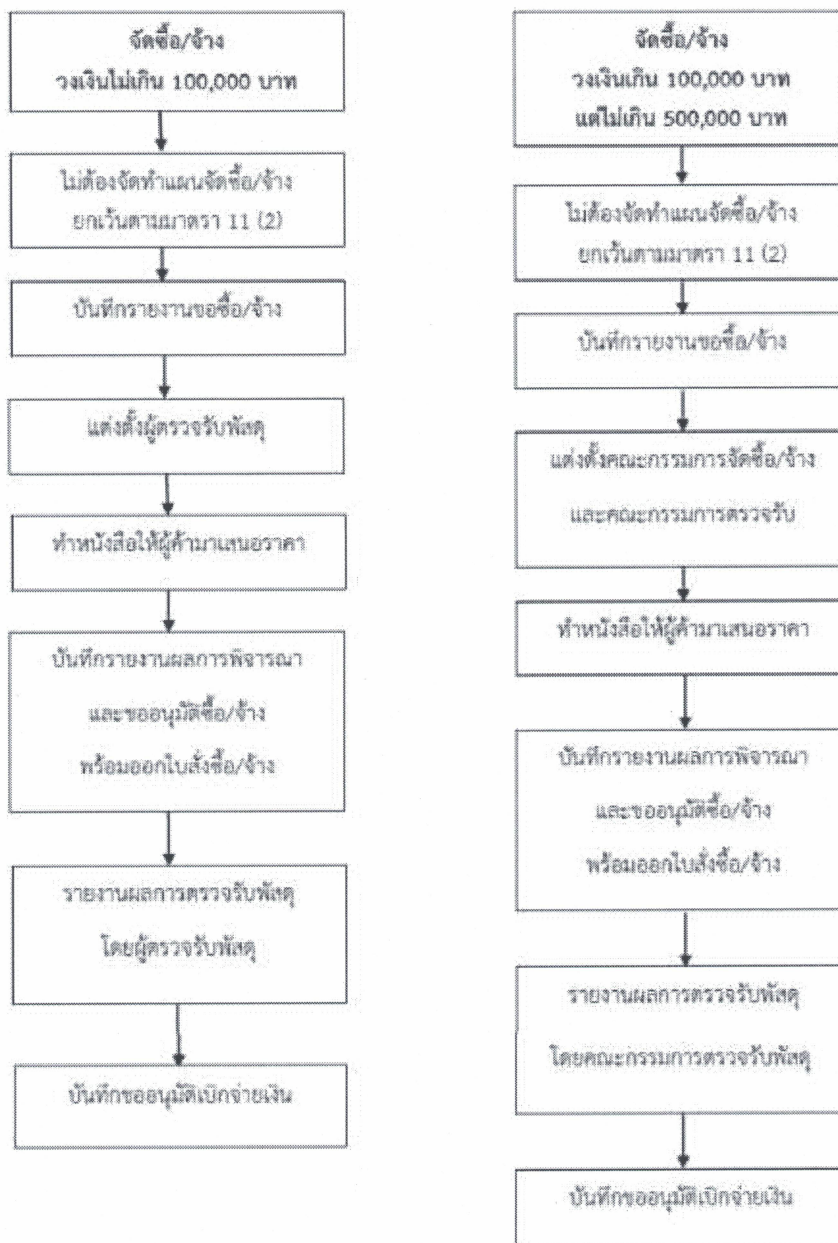 จัดซื้อ/จ้าง
วงเงินไม่เกิน 100,000 บาท
ไม่ต้องจัดทำแผนจัดซื้อ/จ้าง
ยกเว้นตามมาตรา 11 (2)
บันทึกรายงานขอซื้อ/จ้าง
แต่งตั้งผู้ตรวจรับพัสดุ
ทำหนังสือให้ผู้ค้ามาเสนอราคา
บันทึกรายงานผลการพิจารณา
และขออนุมัติซื้อ/จ้าง
พร้อมออกใบสั่งซื้อ/จ้าง
รายงานผลการตรวจรับพัสดุ
โดยผู้ตรวจรับพัสดุ
บันทึกขออนุมัติเบิกจ่ายเงิน
จัดซื้อ/จ้าง
วงเงินเกิน 100,000 บาท
แต่ไม่เกิน 500,000 บาท
ไม่ต้องจัดทำแผนจัดซื้อ/จ้าง
ยกเว้นตามมาตรา 11 (2)
บันทึกรายงานขอซื้อ/จ้าง
แต่งตั้งคณะกรรมการจัดซื้อ/จ้าง
และคณะกรรมการตรวจรับ
ทำหนังสือให้ผู้ค้ามาเสนอราคา
บันทึกรายงานผลการพิจารณา
และขออนุมัติซื้อ/จ้าง
พร้อมออกใบสั่งซื้อ/จ้าง
รายงานผลการตรวจรับพัสดุ
โดยคณะกรรมการตรวจรับพัสดุ
บันทึกขออนุมัติเบิกจ่ายเงิน